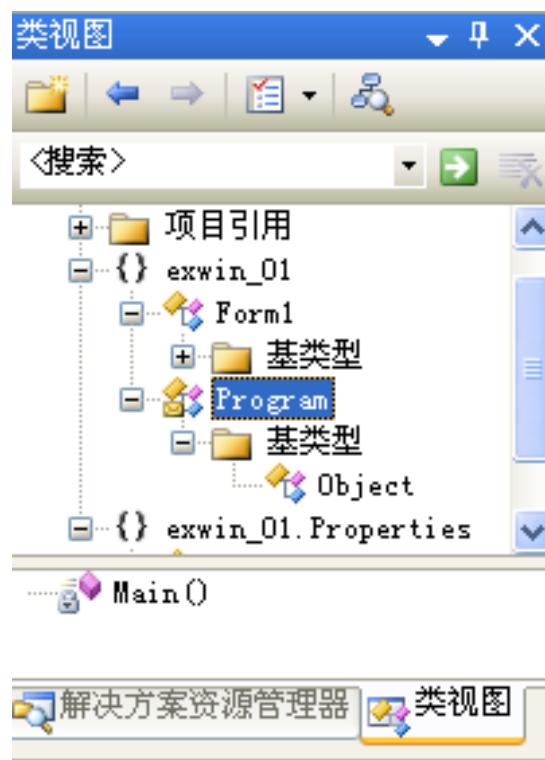 类视图
<搜索>
项目引用
{} exwin_01
Form1
基类型
Program
基类型
Object
{} exwin_01.Properties
Main()
解决方案资源管理器 类视图